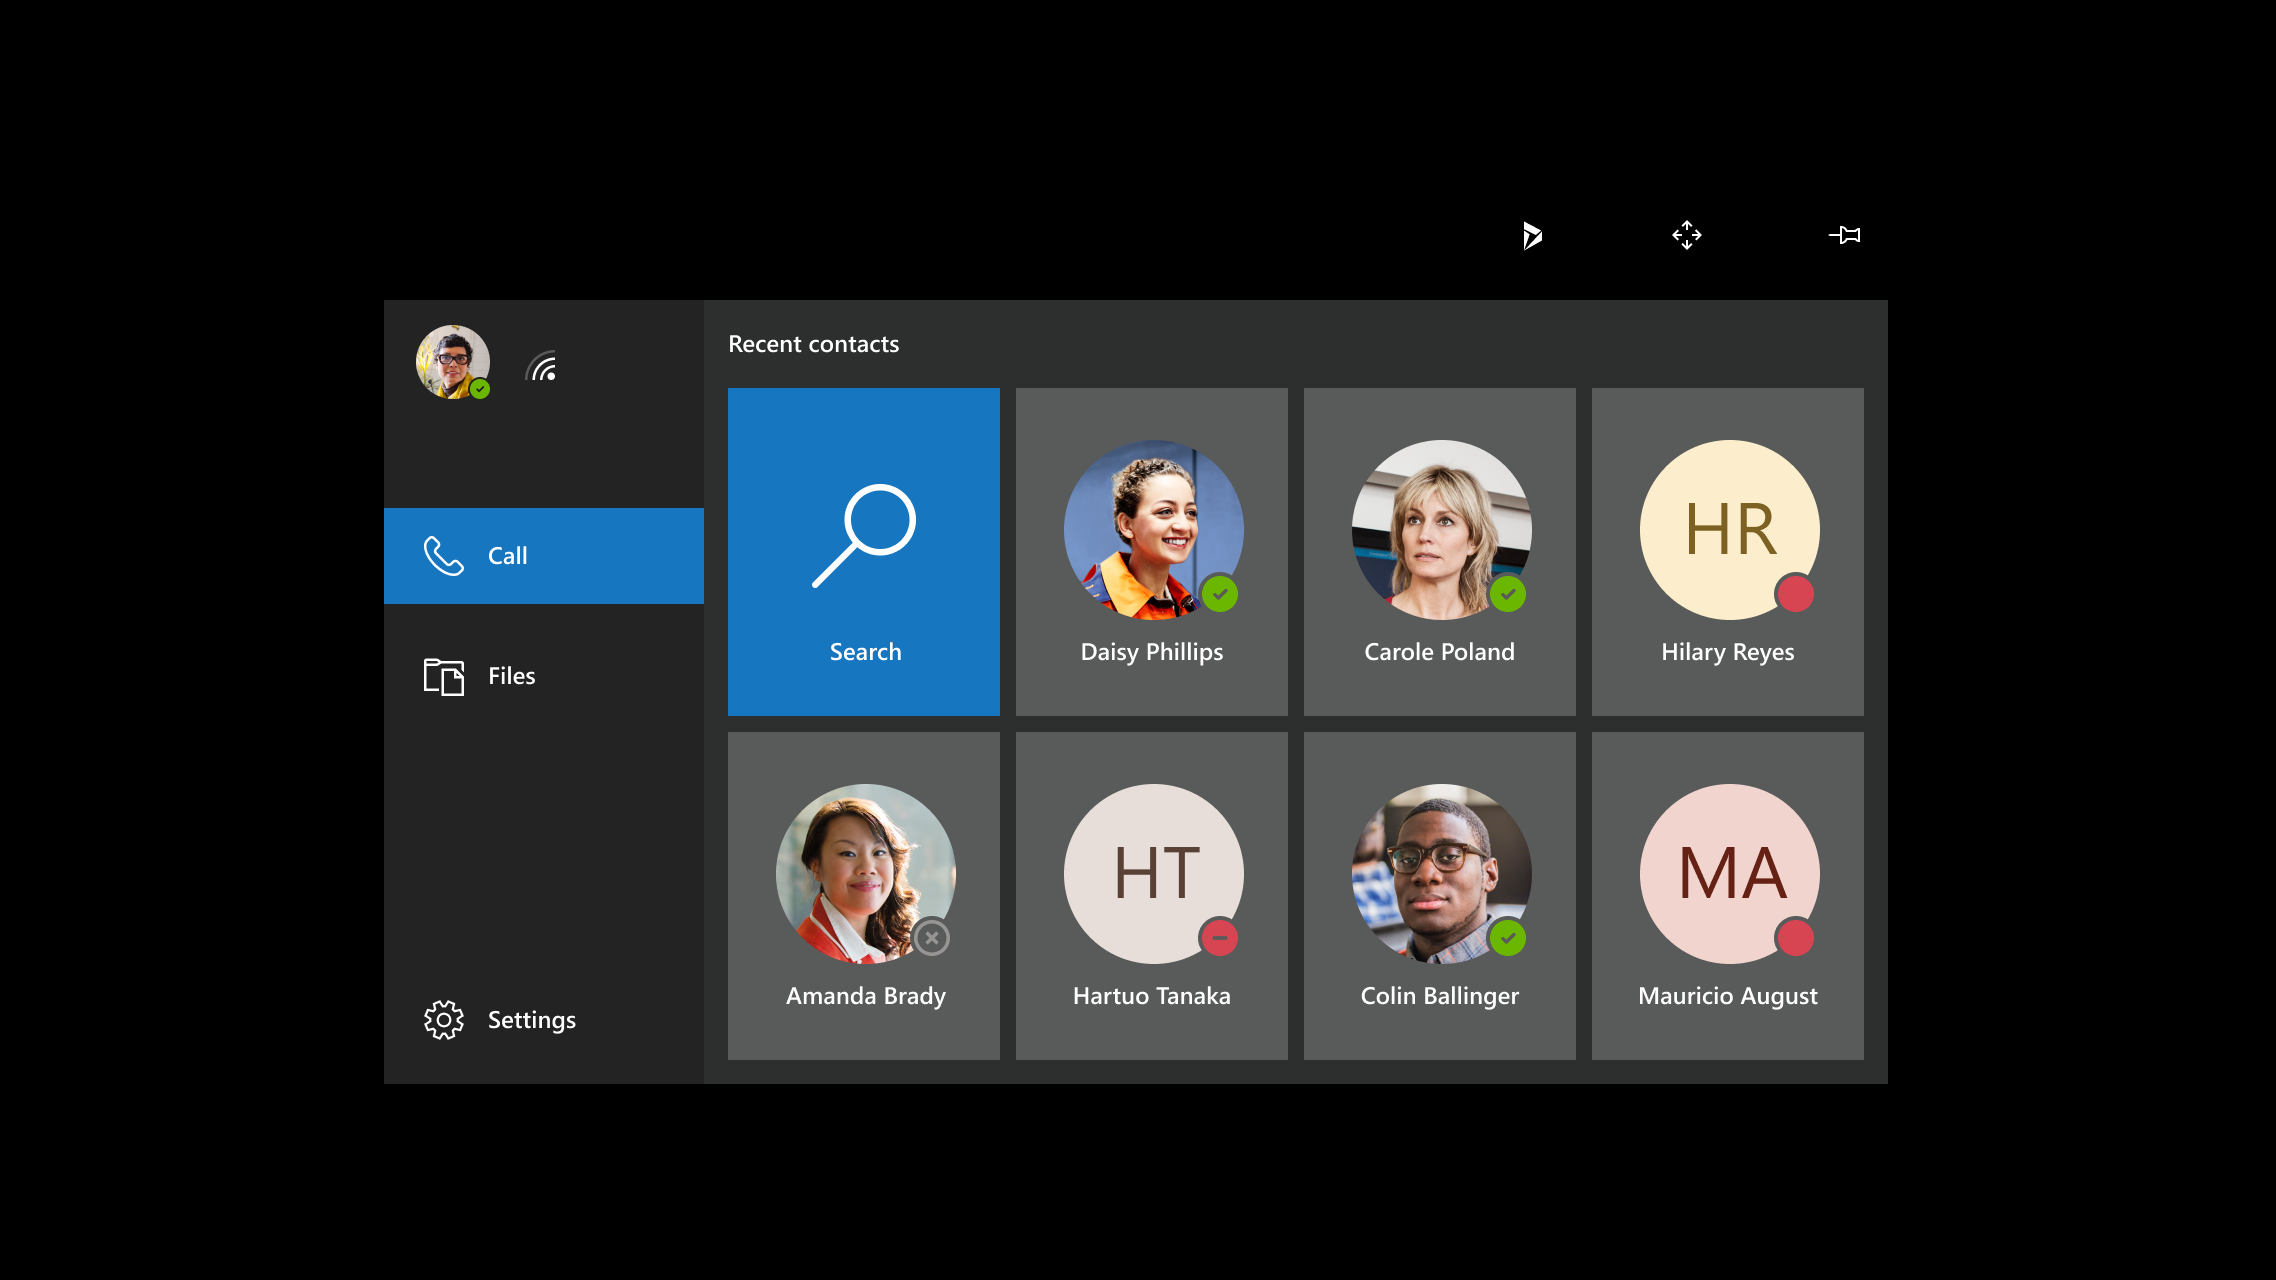 Recent contacts
Call
Files
Settings
Search
Daisy Phillips
Carole Poland
HR
Hilary Reyes
Amanda Brady
HT
Hartuo Tanaka
Colin Ballinger
MA
Mauricio August